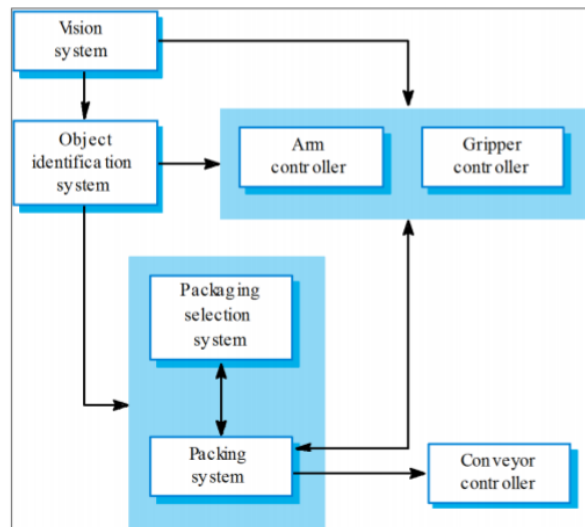 Vision
system
Object
identification
system
Arm
controller
Gripper
controller
Packaging
selection
system
Packing
system
Conveyor
controller